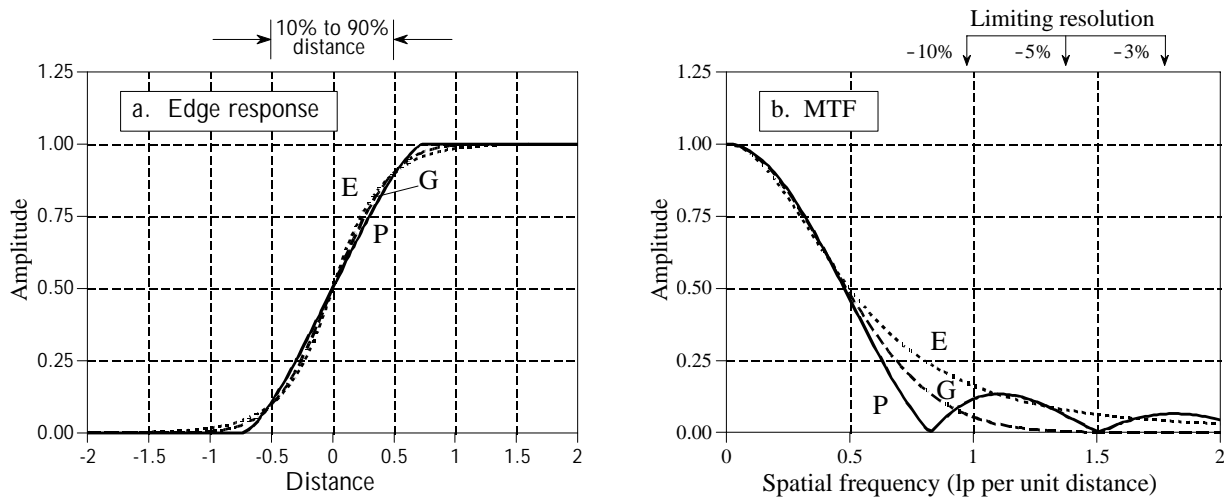 10% to 90%
distance
a. Edge response
Amplitude
1.25
1.00
0.75
0.50
0.25
0.00
E
G
P
-2
-1.5
-1
-0.5
0
0.5
0.5
1
1.5
2
Distance
Limiting resolution
-10%
-5%
-3%
b. MTF
Amplitude
1.25
1.00
0.75
0.50
0.25
0.00
E
G
P
0
0.5
1
1.5
2
Spatial frequency (lp per unit distance)